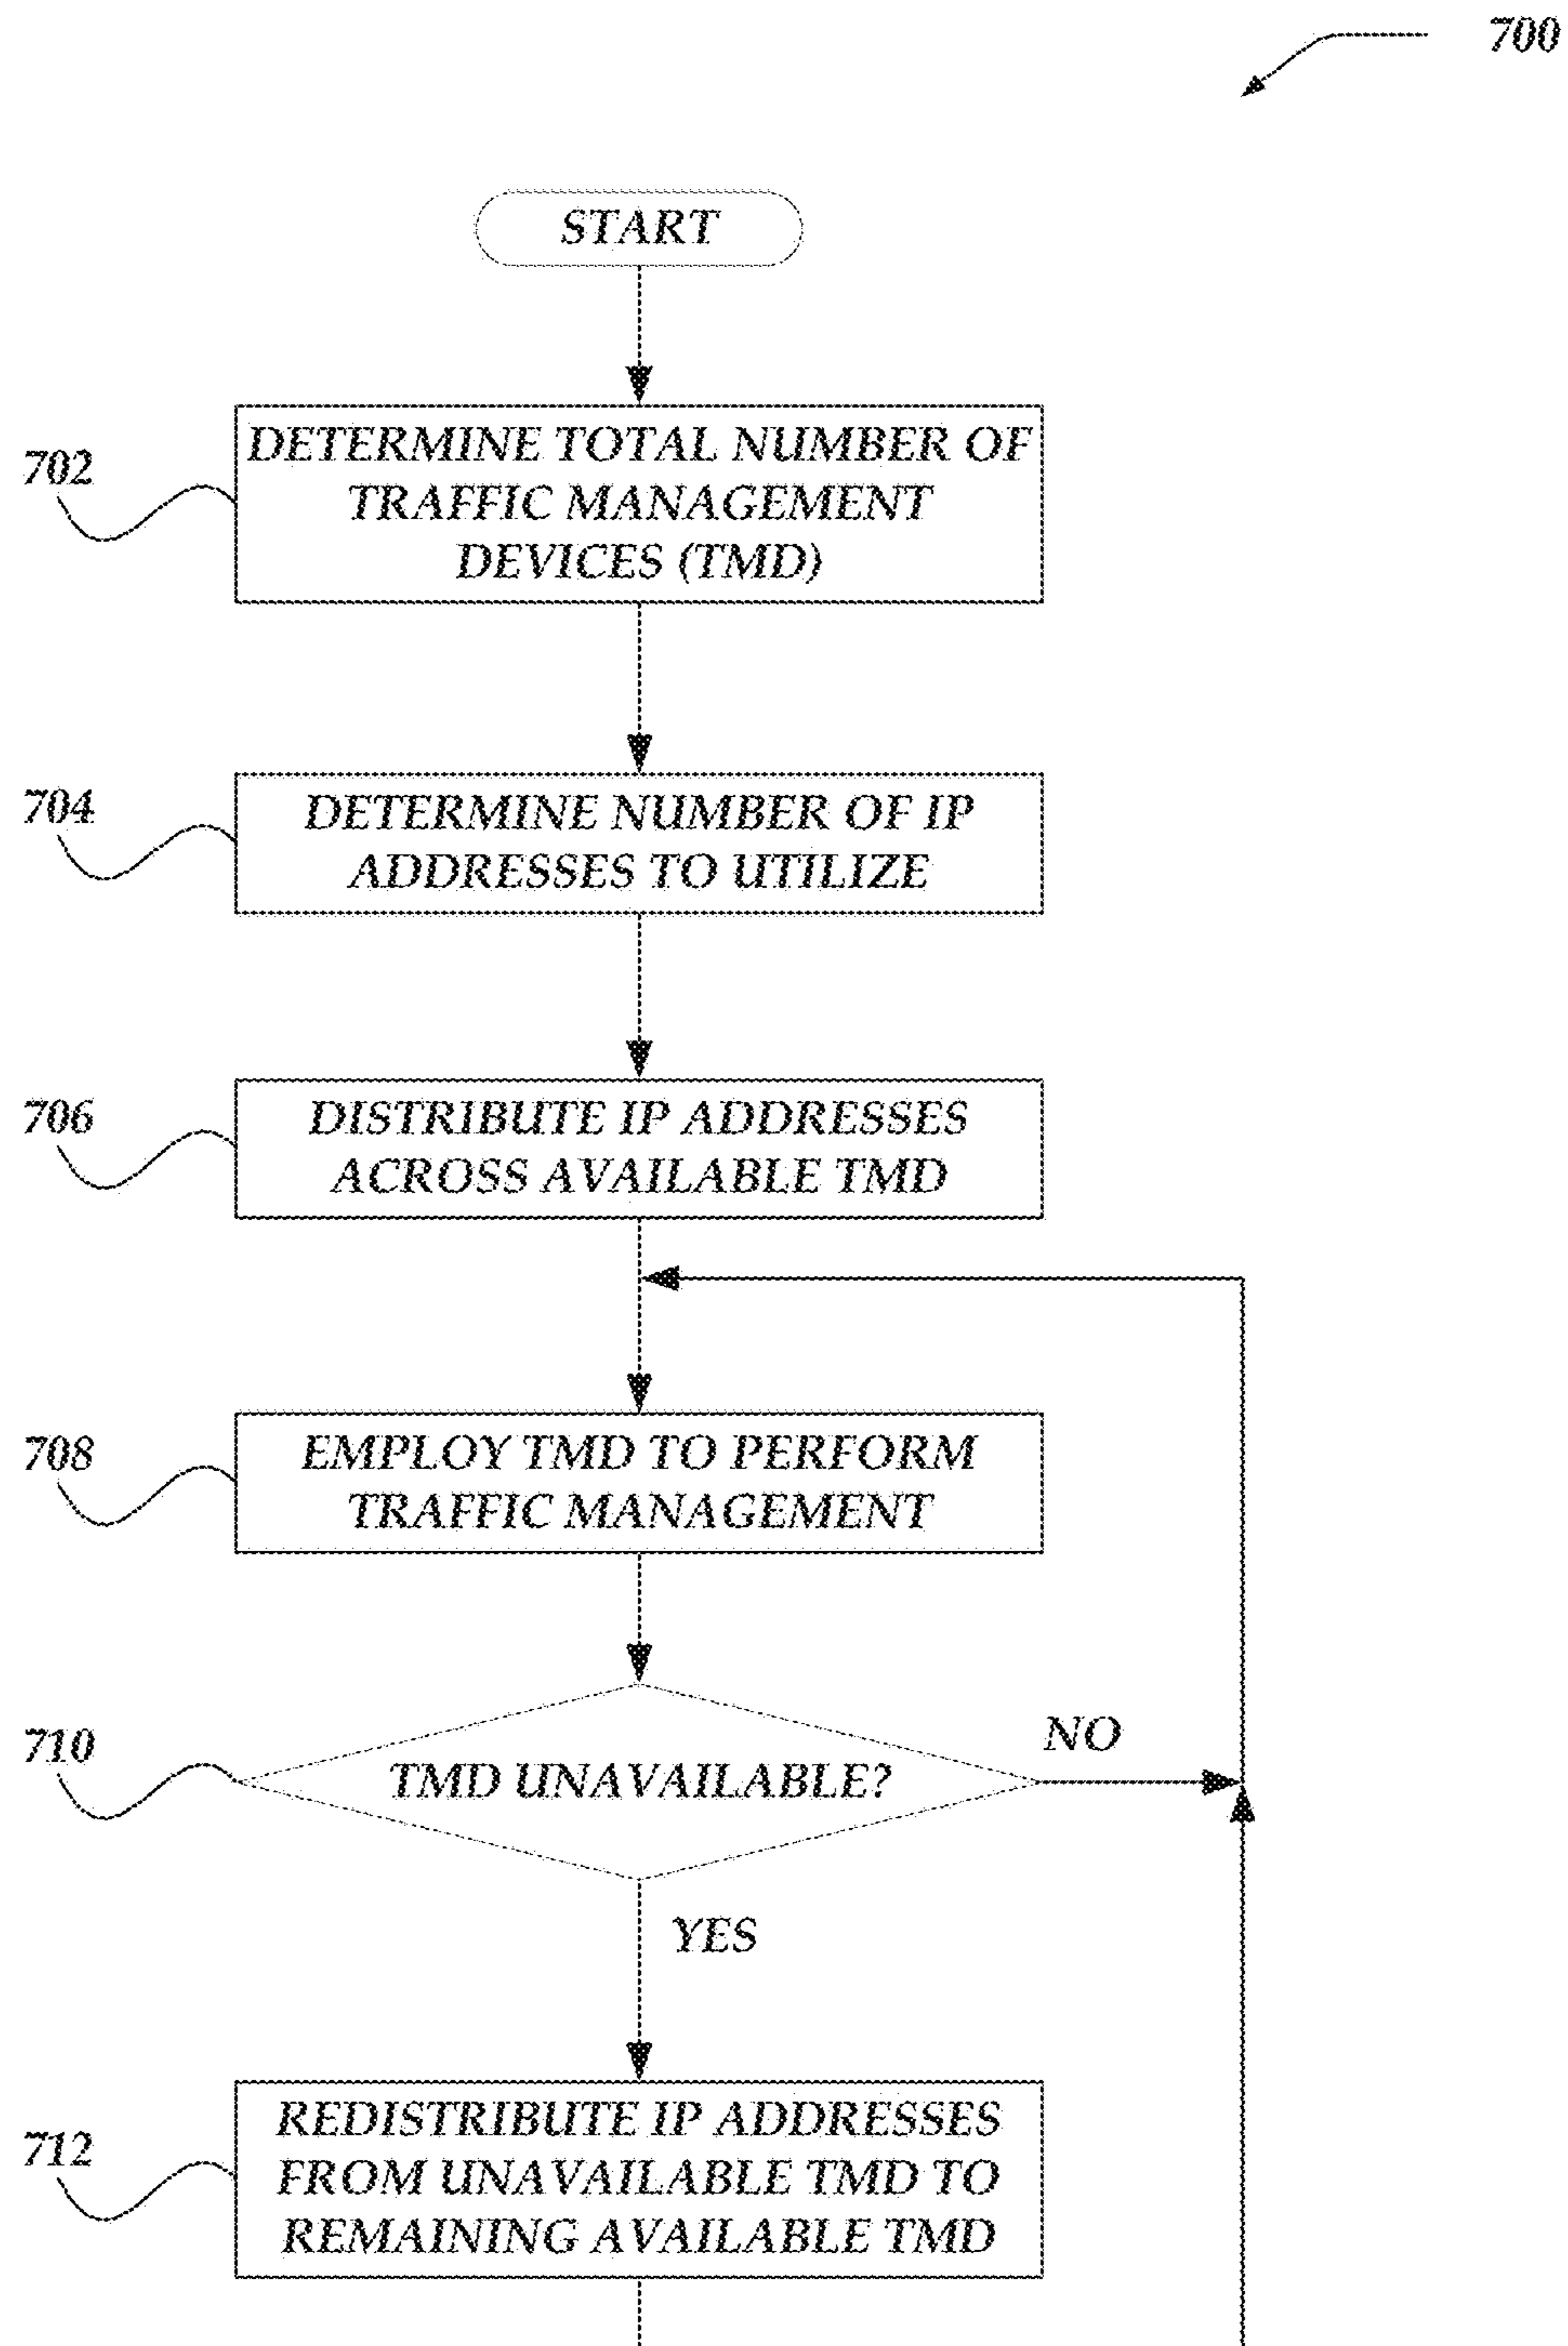 700
START
702
DETERMINE TOTAL NUMBER OF
TRAFFIC MANAGEMENT
DEVICES (TMD)
704
DETERMINE NUMBER OF IP
ADDRESSES TO UTILIZE
706
DISTRIBUTE IP ADDRESSES
ACROSS AVAILABLE TMD
708
EMPLOY TMD TO PERFORM
TRAFFIC MANAGEMENT
710
TMD UNAVAILABLE?
NO
YES
712
REDISTRIBUTE IP ADDRESSES
FROM UNAVAILABLE TMD TO
REMAINING AVAILABLE TMD